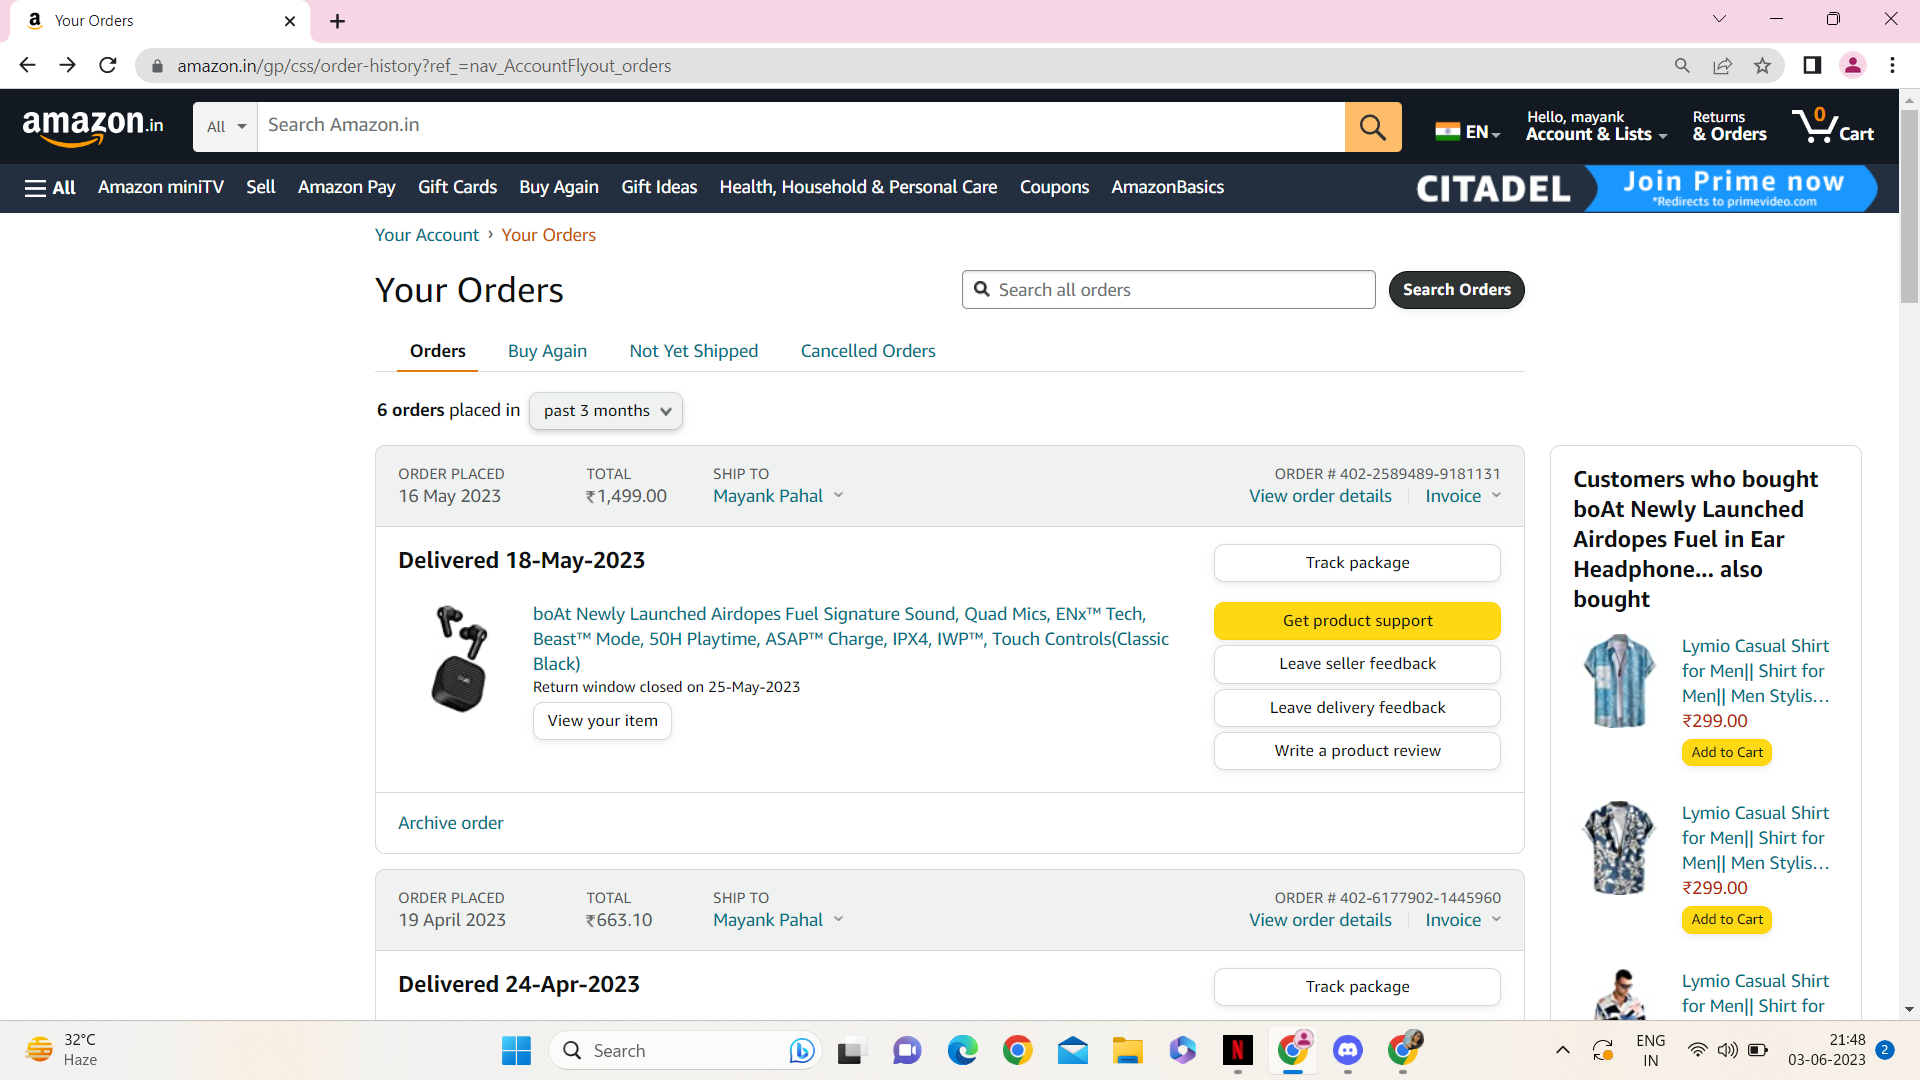 Your Orders
amazon.in/gp/css/order-history?ref_=nav_AccountFlyout_orders
amazon.in
All
Search Amazon.in
EN
Hello, mayank
Account & Lists
Returns
& Orders
0
Cart
All
Amazon miniTV
Sell
Amazon Pay
Gift Cards
Buy Again
Gift Ideas
Health, Household & Personal Care
Coupons
AmazonBasics
CITADEL
Join Prime now
*Redirects to primevideo.com
Your Account › Your Orders
Your Orders
Search all orders
Search Orders
Orders
Buy Again
Not Yet Shipped
Cancelled Orders
6 orders placed in
past 3 months
ORDER PLACED
16 May 2023
TOTAL
₹1,499.00
SHIP TO
Mayank Pahal
ORDER # 402-2589489-9181131
View order details
Invoice
Delivered 18-May-2023
boAt Newly Launched Airdopes Fuel Signature Sound, Quad Mics, ENx™ Tech,
Beast™ Mode, 50H Playtime, ASAP™ Charge, IPX4, IWP™, Touch Controls(Classic
Black)
Return window closed on 25-May-2023
View your item
Track package
Get product support
Leave seller feedback
Leave delivery feedback
Write a product review
Archive order
ORDER PLACED
19 April 2023
TOTAL
₹663.10
SHIP TO
Mayank Pahal
ORDER # 402-6177902-1445960
View order details
Invoice
Delivered 24-Apr-2023
Track package
Customers who bought
boAt Newly Launched
Airdopes Fuel in Ear
Headphone... also
bought
Lymio Casual Shirt
for Men|| Shirt for
Men|| Men Stylis…
₹299.00
Add to Cart
Lymio Casual Shirt
for Men|| Shirt for
Men|| Men Stylis…
₹299.00
Add to Cart
Lymio Casual Shirt
for Men|| Shirt for
32°C
Haze
Search
ENG
IN
21:48
03-06-2023
2